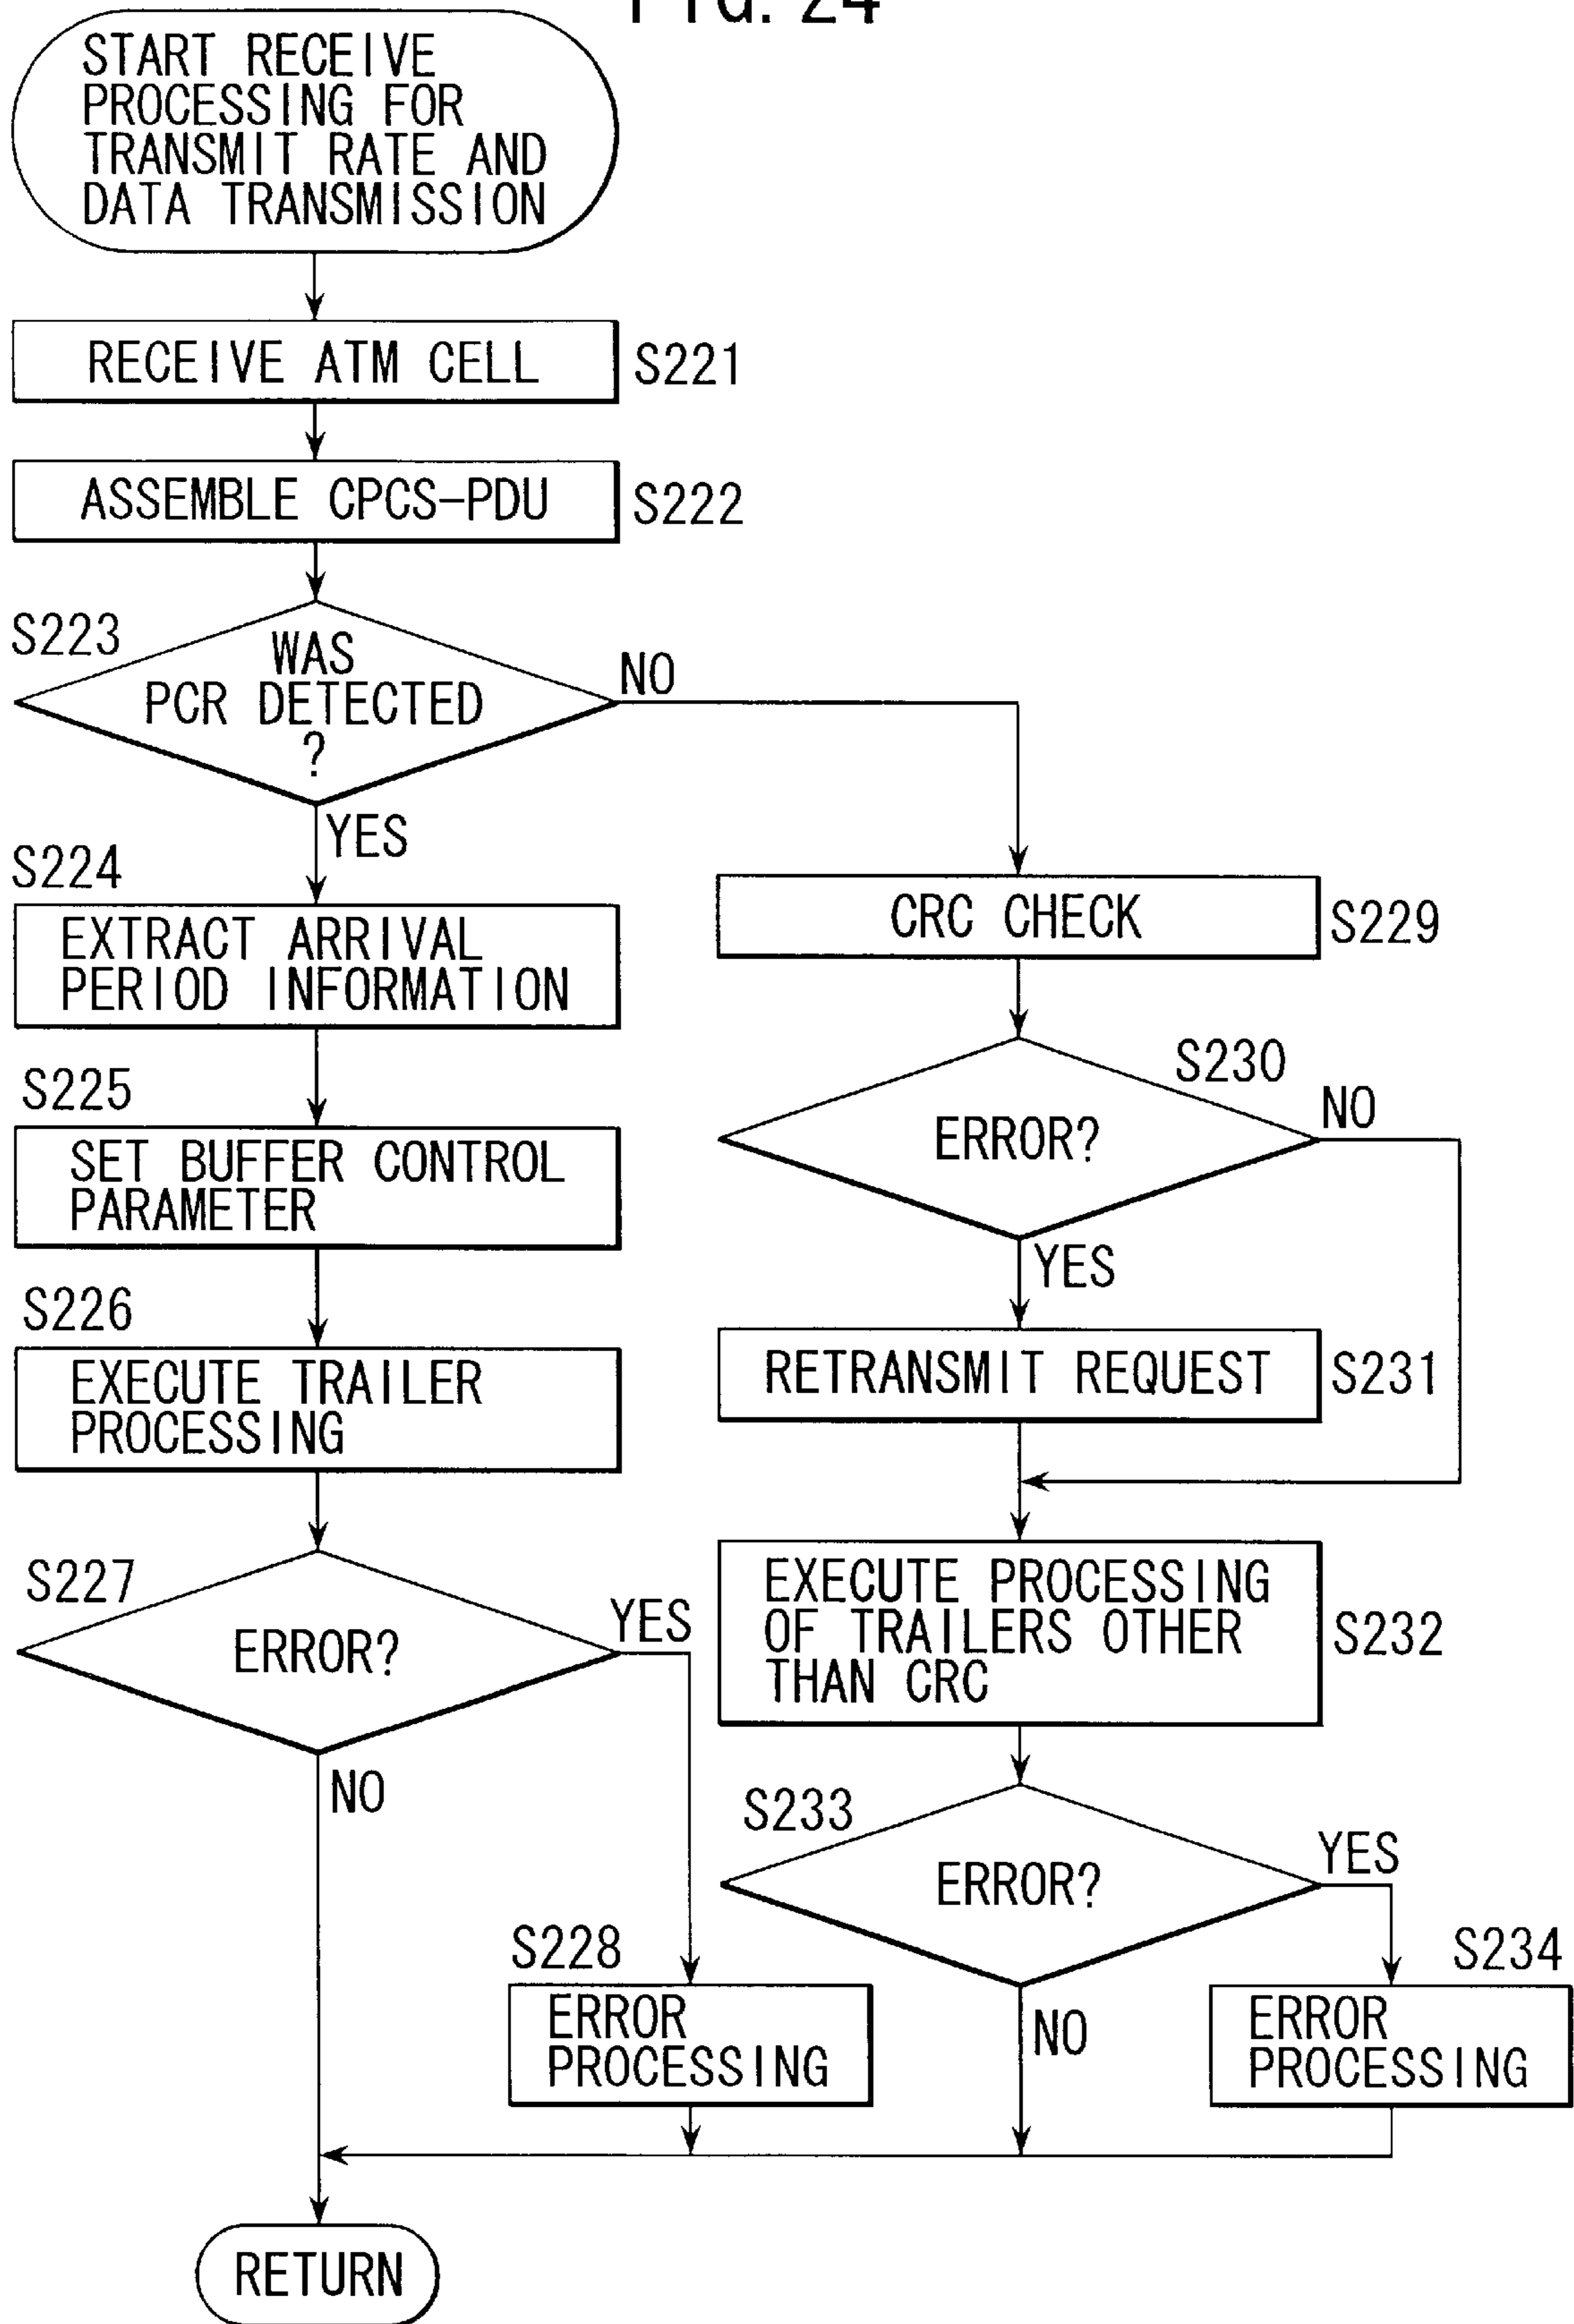 FIG. 24
START RECEIVE
PROCESSING FOR
TRANSMIT RATE AND
DATA TRANSMISSION
RECEIVE ATM CELL
S221
ASSEMBLE CPCS-PDU
S222
S223
WAS
PCR DETECTED
?
NO
YES
S224
EXTRACT ARRIVAL
PERIOD INFORMATION
S225
SET BUFFER CONTROL
PARAMETER
S226
EXECUTE TRAILER
PROCESSING
S227
ERROR?
YES
NO
S228
ERROR
PROCESSING
CRC CHECK
S229
S230
ERROR?
NO
YES
RETRANSMIT REQUEST
S231
EXECUTE PROCESSING
OF TRAILERS OTHER
THAN CRC
S232
S233
ERROR?
YES
NO
S234
ERROR
PROCESSING
RETURN